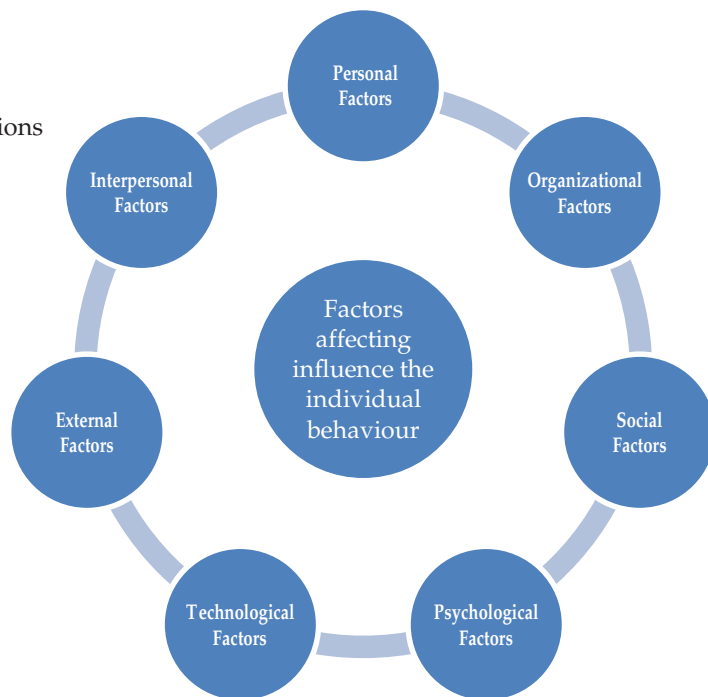 Personal
Factors
ions
Interpersonal
Factors
Organizational
Factors
Factors
affecting
influence the
individual
behaviour
External
Factors
Social
Factors
Technological
Factors
Psychological
Factors